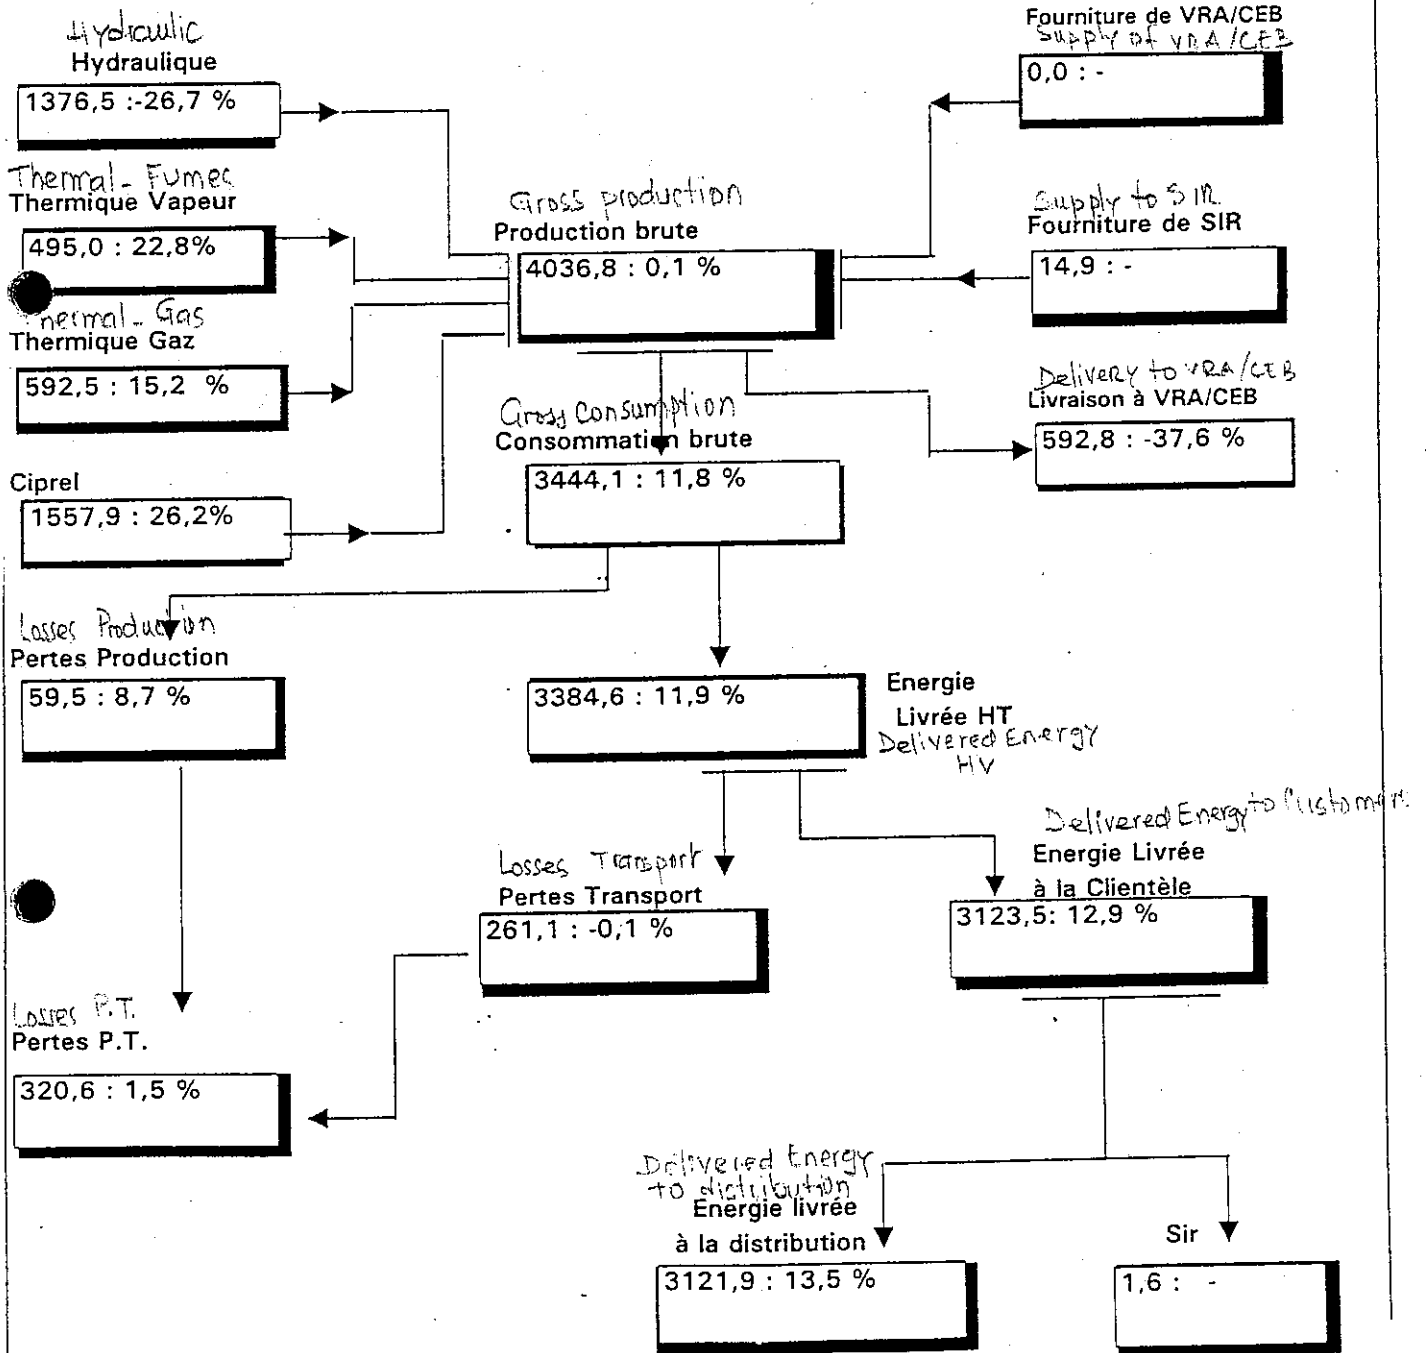 Hydraulic
Hydraulique
1376,5 :-26,7 %
Fourniture de VRA/CEB
Supply of VRA/CEB
0,0 : -
Thermal - Fumes
Thermique Vapeur
495,0 : 22,8%
Gross production
Production brute
4036,8 : 0,1 %
Supply to SIR
Fourniture de SIR
14,9 : -
Thermal - Gas
Thermique Gaz
592,5 : 15,2 %
Gross Consumption
Consommation brute
3444,1 : 11,8 %
Delivery to VRA/CEB
Livraison à VRA/CEB
592,8 : -37,6 %
Ciprel
1557,9 : 26,2%
Losses Production
Pertes Production
59,5 : 8,7 %
3384,6 : 11,9 %
Energie
Livrée HT
Delivered Energy
HV
Losses Transport
Pertes Transport
261,1 : -0,1 %
Delivered Energy to Customers
Energie Livrée
à la Clientèle
3123,5: 12,9 %
Losses P.T.
Pertes P.T.
320,6 : 1,5 %
Delivered Energy
to distribution
Energie livrée
à la distribution
3121,9 : 13,5 %
Sir
1,6 : -